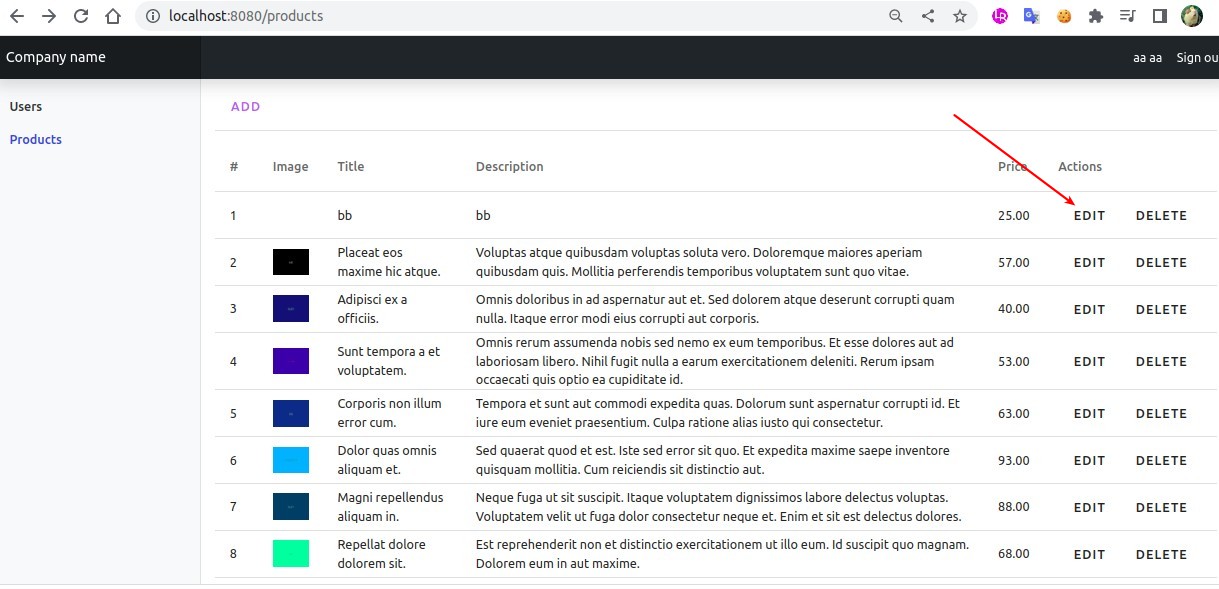 localhost:8080/products
Company name
aa aa Sign ou
Users
Products
ADD
# Image Title Description Price Actions
1 bb bb 25.00 EDIT DELETE
2 Placeat eos maxime hic atque. Voluptas atque quibusdam voluptas soluta vero. Doloremque maiores aperiam
quibusdam quis. Mollitia perferendis temporibus voluptatem sunt quo vitae. 57.00 EDIT DELETE
3 Adipisci ex a officiis. Omnis doloribus in ad aspernatur aut et. Sed dolorem atque deserunt corrupti quam
nulla. Itaque error modi eius corrupti aut corporis. 40.00 EDIT DELETE
4 Sunt tempora a et voluptatem. Omnis rerum assumenda nobis sed nemo ex eum temporibus. Et esse dolores aut ad
laboriosam libero. Nihil fugit nulla a earum exercitationem deleniti. Rerum ipsam
occaecati quis optio ea cupiditate id. 53.00 EDIT DELETE
5 Corporis non illum error cum. Tempora et sunt aut commodi expedita quas. Dolorum sunt aspernatur corrupti id. Et
iure eum eveniet praesentium. Culpa ratione alias iusto qui consectetur. 63.00 EDIT DELETE
6 Dolor quas omnis aliquam et. Sed quaerat quod et est. Iste sed error sit quo. Et expedita maxime saepe inventore
quisquam mollitia. Cum reiciendis sit distinctio aut. 93.00 EDIT DELETE
7 Magni repellendus aliquam in. Neque fuga ut sit suscipit. Itaque voluptatem dignissimos labore delectus voluptas.
Voluptatem velit ut fuga dolor consectetur neque et. Enim et sit est delectus dolores. 88.00 EDIT DELETE
8 Repellat dolore dolorem sit. Est reprehenderit non et distinctio exercitationem ut illo eum. Id suscipit quo magnam.
Dolorem eum in aut maxime. 68.00 EDIT DELETE